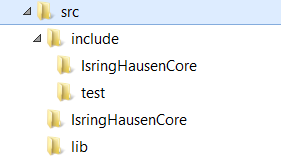 src
include
IsringHausenCore
test
IsringHausenCore
lib